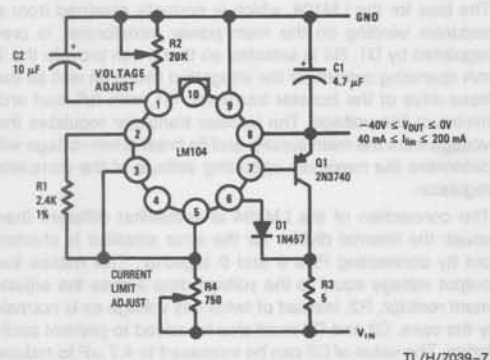 GND
C2
10 μF
R2
20K
VOLTAGE
ADJUST
C1
4.7 μF
10
9
2
8
−40V ≤ VOUT ≤ 0V
40 mA ≤ Ilim ≤ 200 mA
LM104
3
7
Q1
2N3740
R1
2.4K
1%
4
5
6
D1
1N457
CURRENT
LIMIT
ADJUST
R4
750
R3
5
VIN
TL/H/7039–7